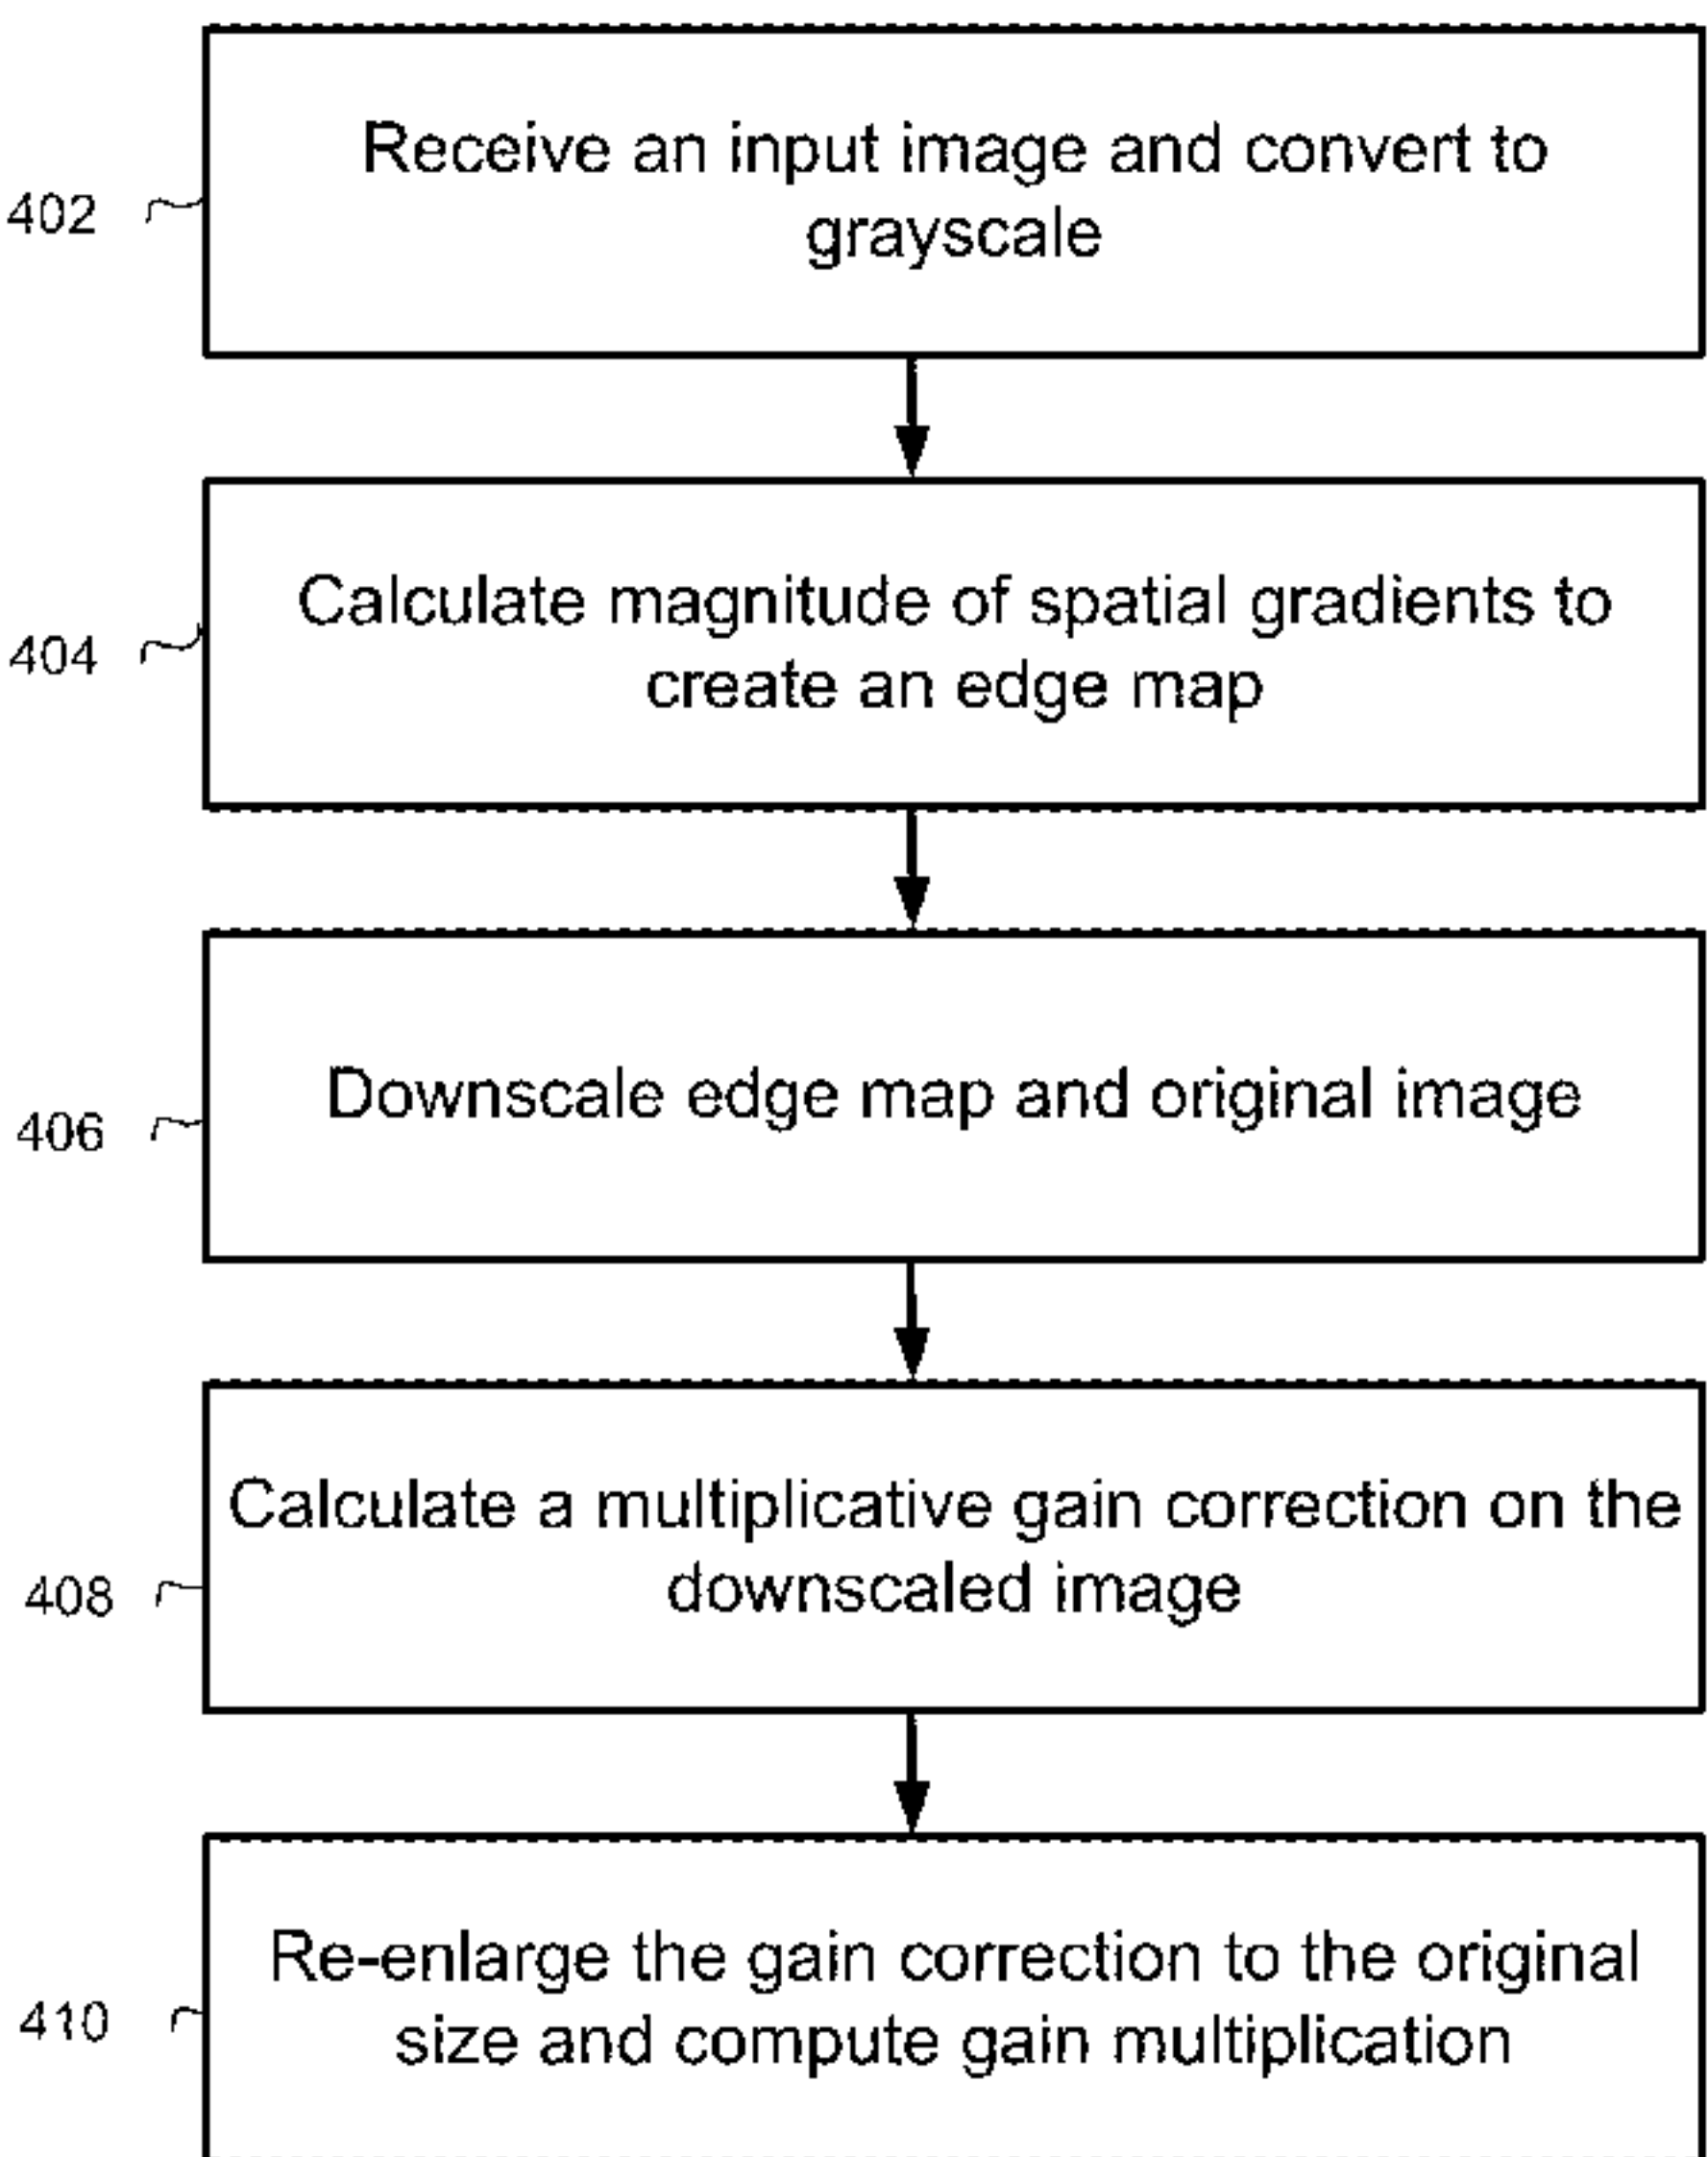 Receive an input image and convert to
grayscale
402
Calculate magnitude of spatial gradients to
create an edge map
404
Downscale edge map and original image
406
Calculate a multiplicative gain correction on the
downscaled image
408
Re-enlarge the gain correction to the original
size and compute gain multiplication
410